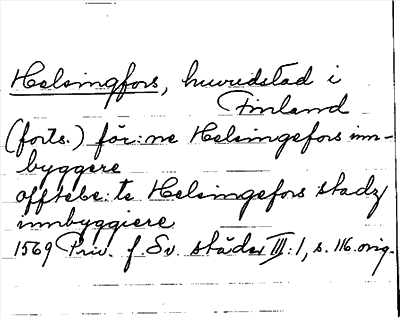 Helsingfors, huvudstad i
Finland
(forts.) för:ne Helsingefors inn-
byggere
offtebe:te Helsingefors stadz
innbyggiere
1569 Priv. f. Sv. städer III:1, s. 116. orig.